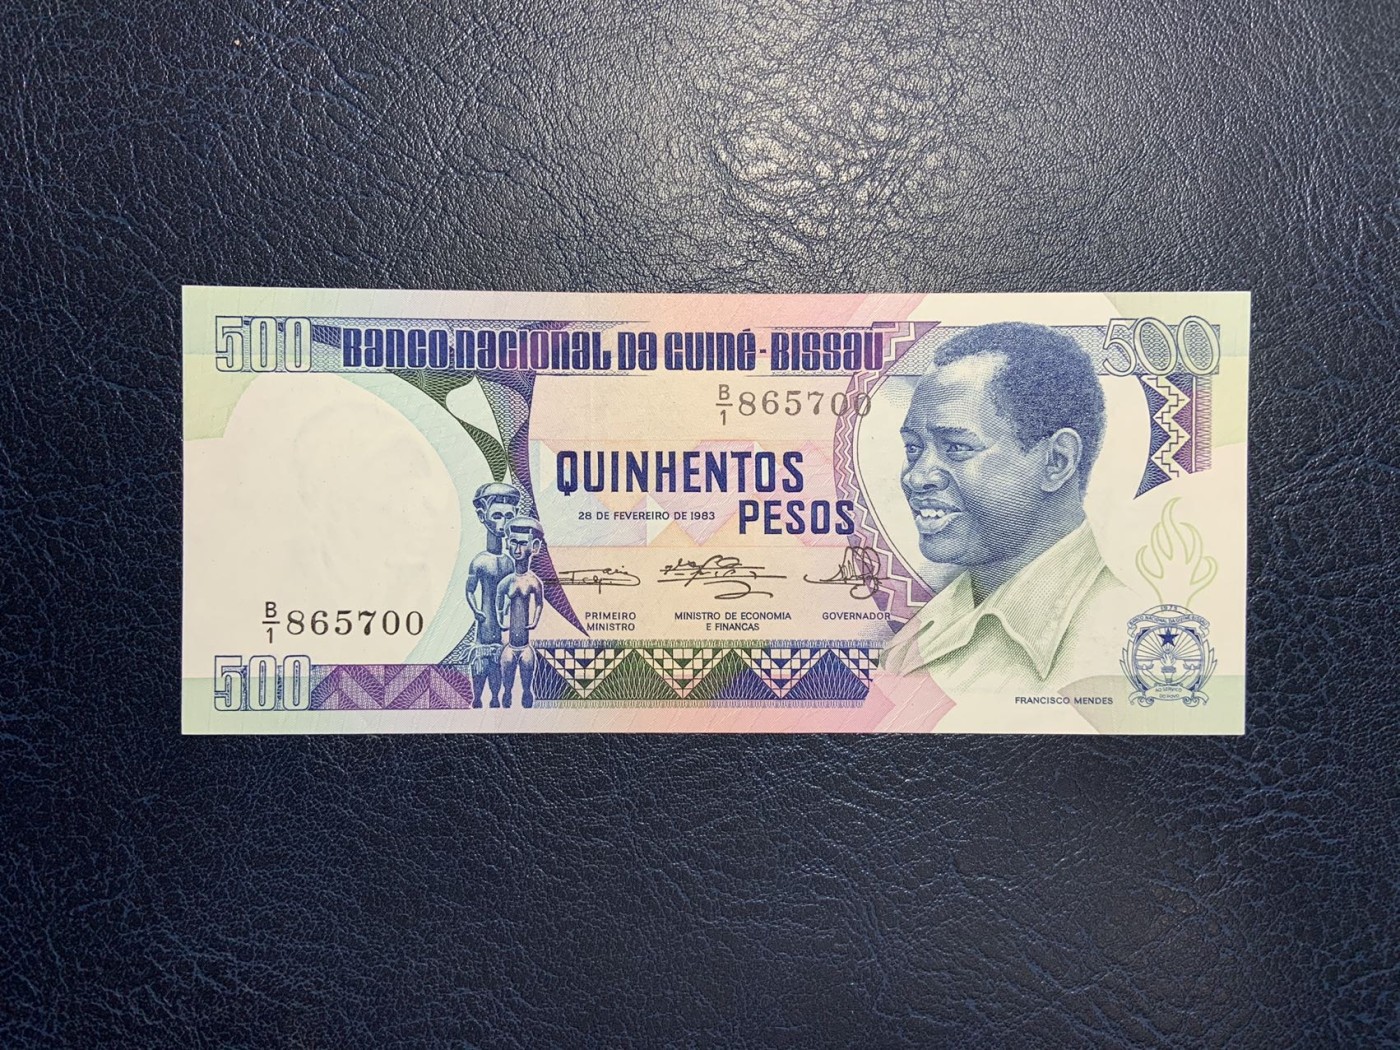 500 BANCO NACIONAL DA GUINÉ-BISSAU 500
B/1 865700
QUINHENTOS
28 DE FEVEREIRO DE 1983 PESOS
PRIMEIRO
MINISTRO
MINISTRO DE ECONOMIA
E FINANCAS
GOVERNADOR
B/1 865700
500
FRANCISCO MENDES